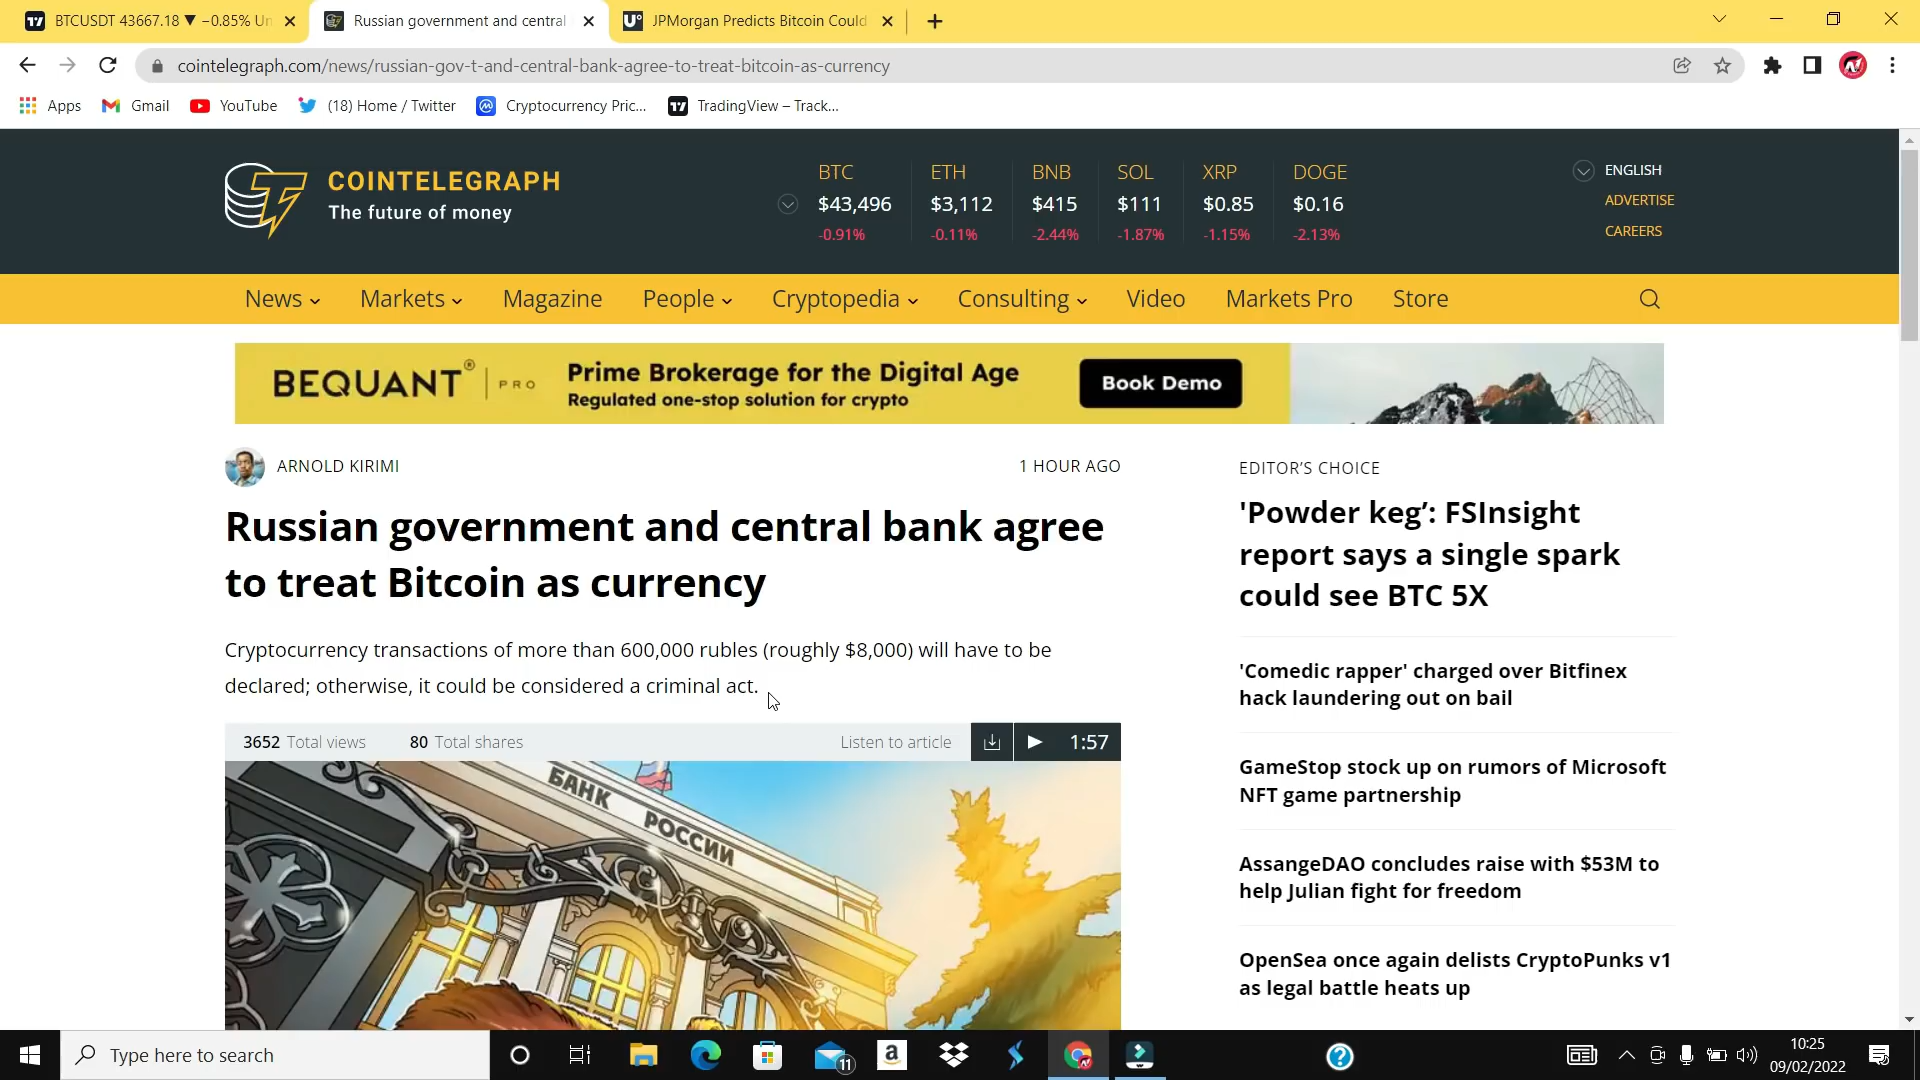 BTCUSDT 43667.18 ▼ −0.85% Un
Russian government and central
JPMorgan Predicts Bitcoin Could
cointelegraph.com/news/russian-gov-t-and-central-bank-agree-to-treat-bitcoin-as-currency
Apps
Gmail
YouTube
(18) Home / Twitter
Cryptocurrency Pric...
TradingView – Track...
COINTELEGRAPH
The future of money
BTC ETH BNB SOL XRP DOGE
$43,496 $3,112 $415 $111 $0.85 $0.16
-0.91% -0.11% -2.44% -1.87% -1.15% -2.13%
ENGLISH
ADVERTISE
CAREERS
News Markets Magazine People Cryptopedia Consulting Video Markets Pro Store
BEQUANT® | PRO
Prime Brokerage for the Digital Age
Regulated one-stop solution for crypto
Book Demo
ARNOLD KIRIMI
1 HOUR AGO
Russian government and central bank agree
to treat Bitcoin as currency
Cryptocurrency transactions of more than 600,000 rubles (roughly $8,000) will have to be
declared; otherwise, it could be considered a criminal act.
3652 Total views 80 Total shares
Listen to article
1:57
БАНК РОССИИ
EDITOR’S CHOICE
'Powder keg’: FSInsight
report says a single spark
could see BTC 5X
'Comedic rapper' charged over Bitfinex
hack laundering out on bail
GameStop stock up on rumors of Microsoft
NFT game partnership
AssangeDAO concludes raise with $53M to
help Julian fight for freedom
OpenSea once again delists CryptoPunks v1
as legal battle heats up
Type here to search
11
10:25
09/02/2022